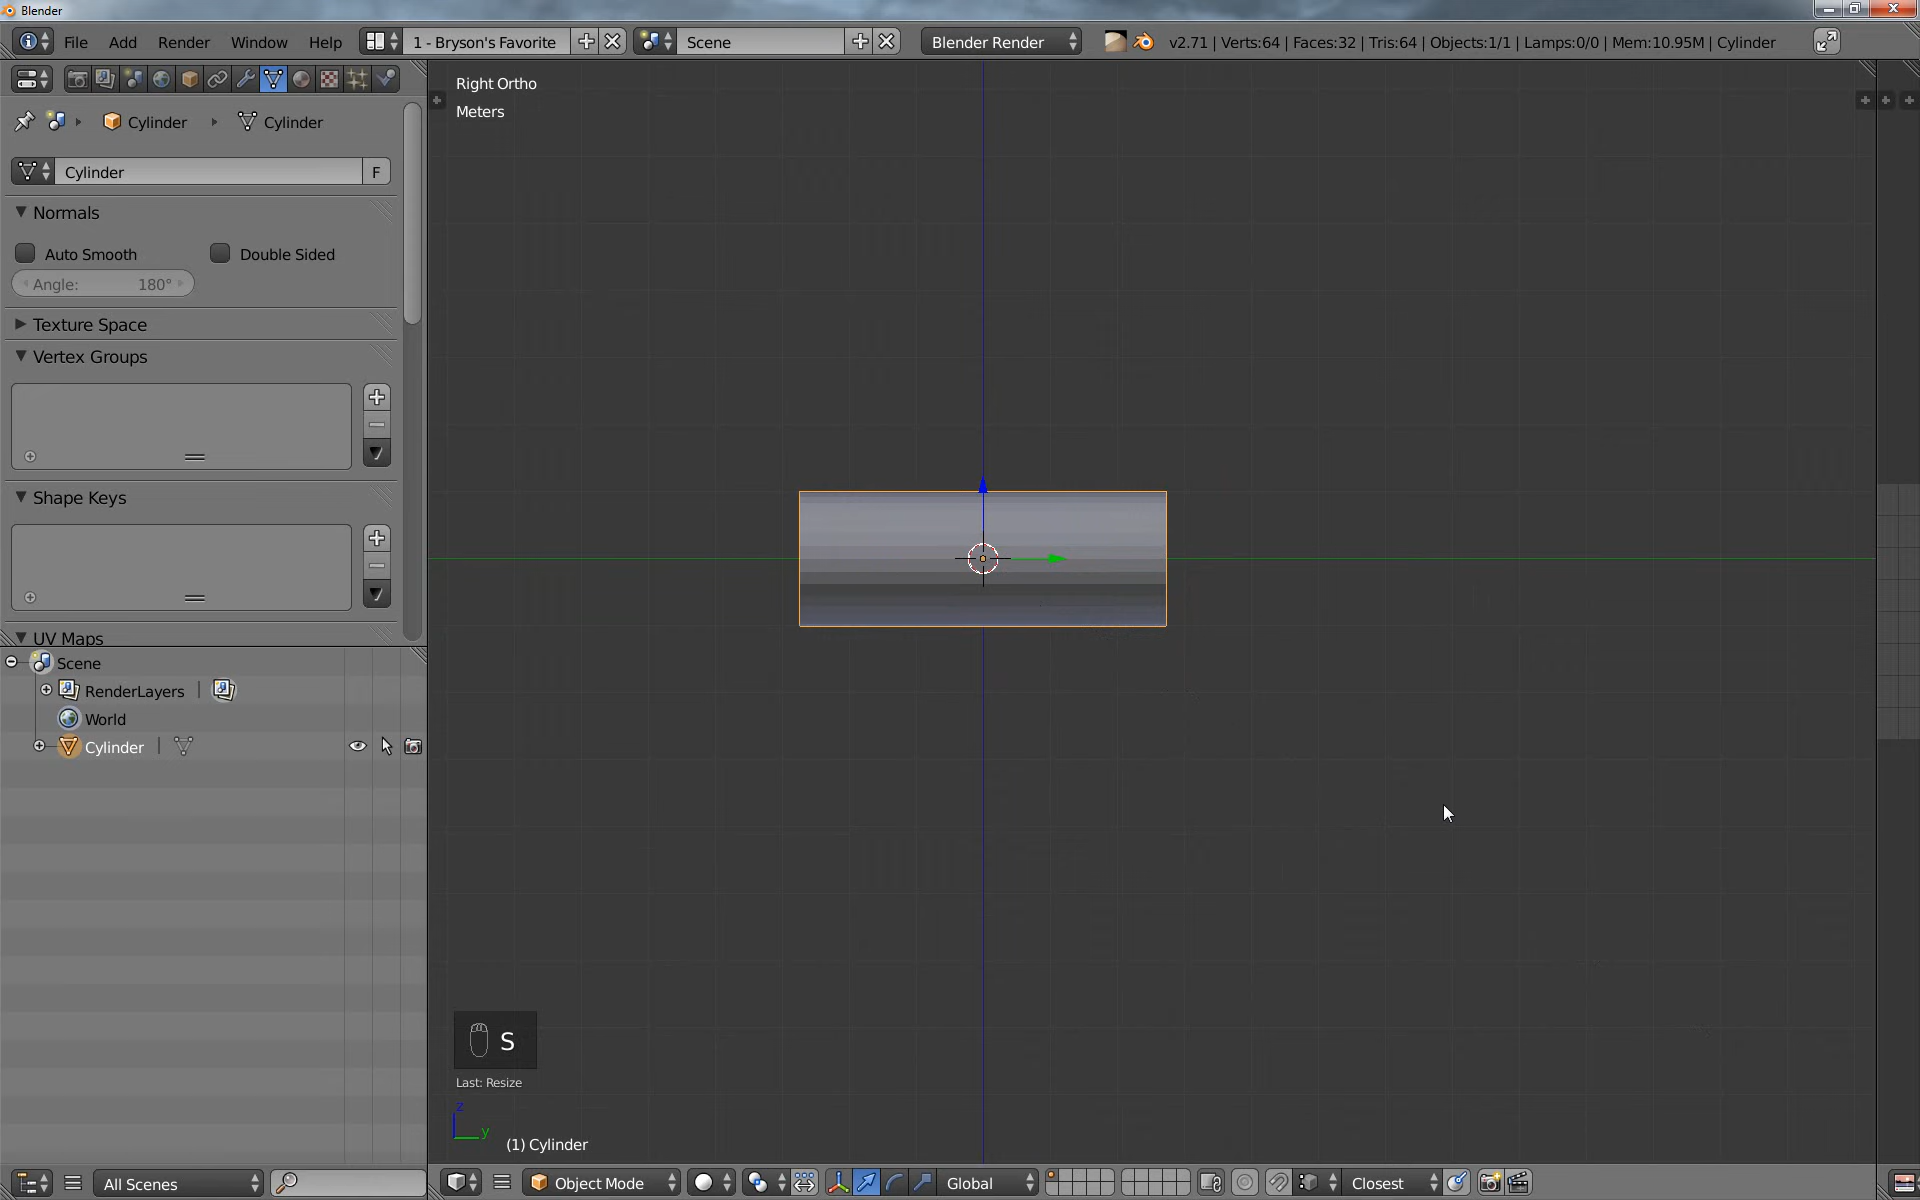 Blender
File Add Render Window Help 1 - Bryson's Favorite Scene Blender Render v2.71 | Verts:64 | Faces:32 | Tris:64 | Objects:1/1 | Lamps:0/0 | Mem:10.95M | Cylinder
Cylinder Cylinder
Cylinder F
Normals
Auto Smooth Double Sided
Angle: 180°
Texture Space
Vertex Groups
Shape Keys
UV Maps
Scene
RenderLayers
World
Cylinder
All Scenes
Right Ortho
Meters
S
Last: Resize
z
y
(1) Cylinder
Object Mode Global Closest